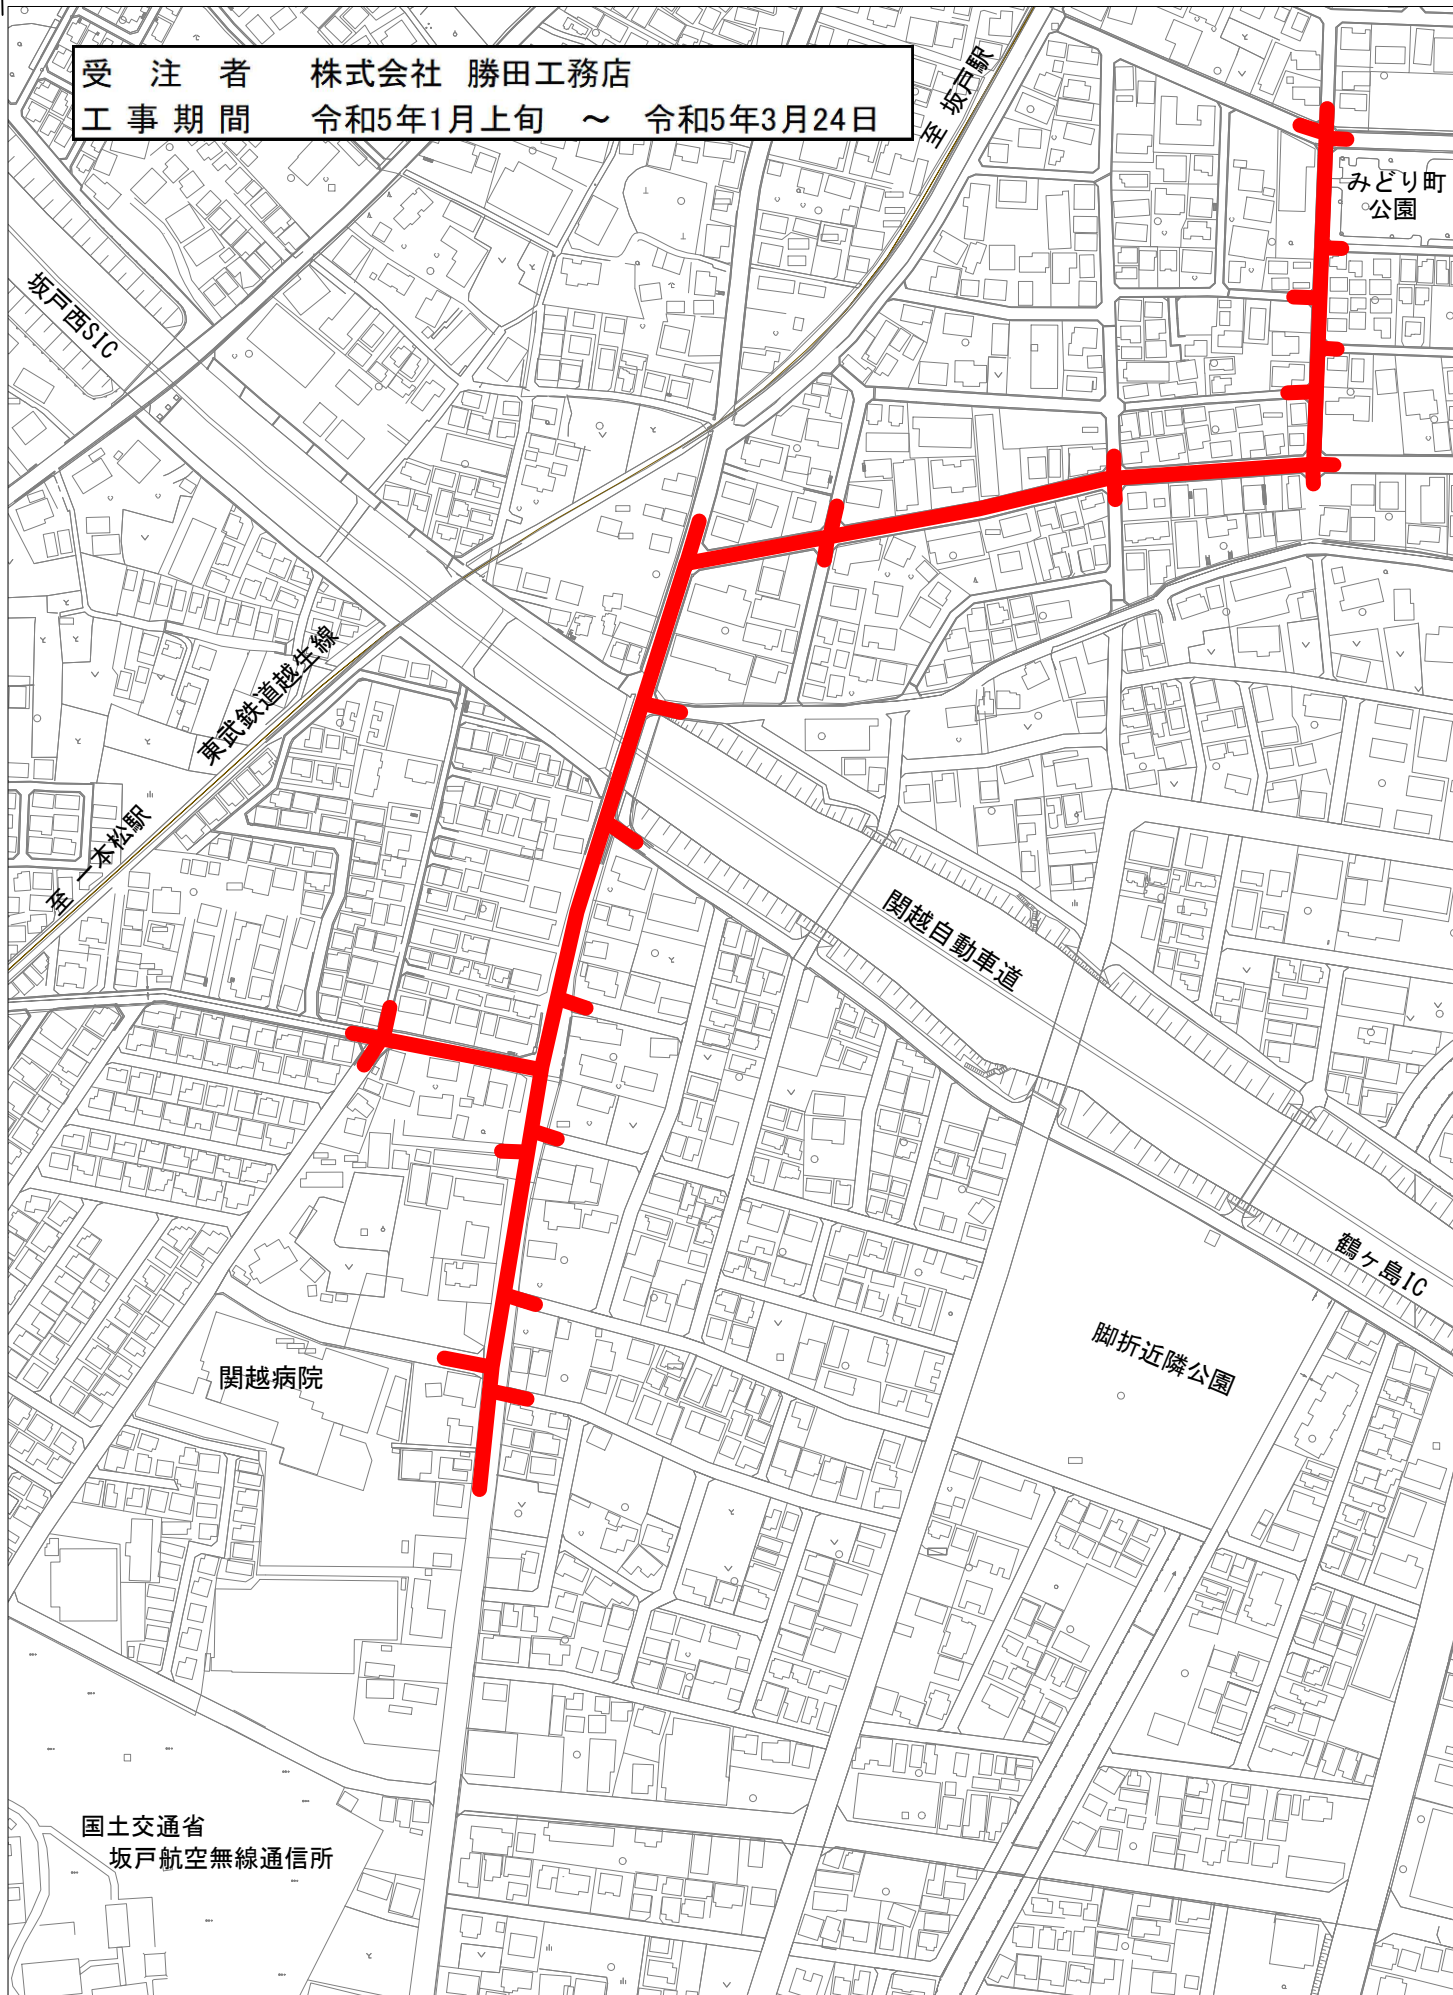 受注者 株式会社 勝田工務店
工事期間 令和5年1月上旬 ～ 令和5年3月24日
至 坂戸駅
みどり町
公園
坂戸西SIC
東武鉄道越生線
至 一本松駅
関越自動車道
鶴ヶ島IC
脚折近隣公園
関越病院
国土交通省
坂戸航空無線通信所